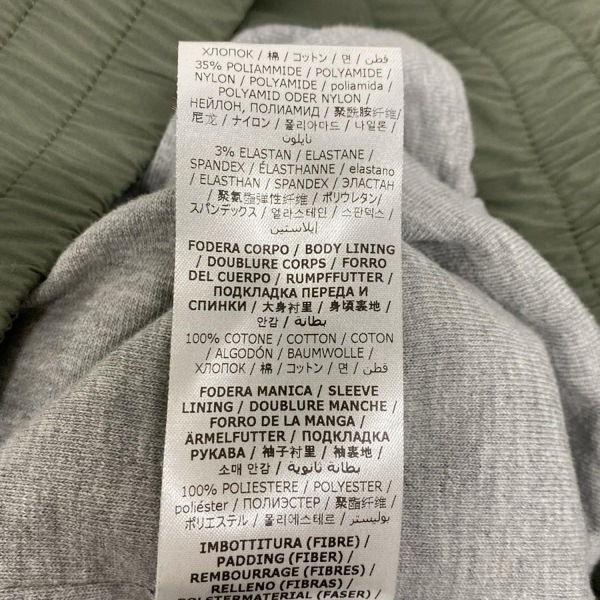 ХЛОПОК / 棉 / コットン / 면 / قطن
35% POLIAMMIDE / POLYAMIDE /
NYLON / POLYAMIDE / poliamida /
POLYAMID ODER NYLON /
НЕЙЛОН, ПОЛИАМИД / 聚酰胺纤维/
尼龙 / ナイロン / 폴리아마드 / 나일론 /
نايلون
3% ELASTAN / ELASTANE /
SPANDEX / ÉLASTHANNE / elastano
/ ELASTHAN / SPANDEX / ЭЛАСТАН
/ 聚氨酯弹性纤维 / ポリウレタン/
スパンデックス / 엘라스테인 / 스판덱스 /
إيلاستين
FODERA CORPO / BODY LINING
/ DOUBLURE CORPS / FORRO
DEL CUERPO / RUMPFFUTTER /
ПОДКЛАДКА ПЕРЕДА И
СПИНКИ / 大身衬里 / 身頃裏地 /
안감 / بطانة
100% COTONE / COTTON / COTON
/ ALGODÓN / BAUMWOLLE /
ХЛОПОК / 棉 / コットン / 면 / قطن
FODERA MANICA / SLEEVE
LINING / DOUBLURE MANCHE /
FORRO DE LA MANGA /
ÄRMELFUTTER / ПОДКЛАДКА
РУКАВА / 袖子衬里 / 袖裏地 /
소매 안감 / بطانة ثانوية
100% POLIESTERE / POLYESTER /
poliéster / ПОЛИЭСТЕР / 聚酯纤维 /
ポリエステル / 폴리에스테르 / بوليستر
IMBOTTITURA (FIBRE) /
PADDING (FIBER) /
REMBOURRAGE (FIBRES) /
RELLENO (FIBRAS) /
POLSTERMATERIAL (FASER) /